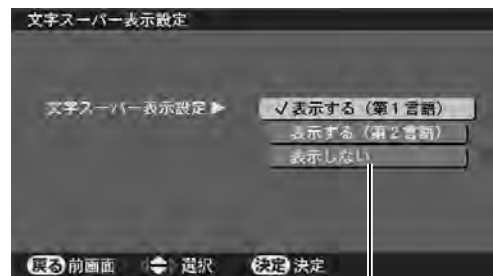 文字スーパー表示設定
文字スーパー表示設定▶
✓表示する（第1言語）
表示する（第2言語）
表示しない
戻る 前画面 選択 決定 決定